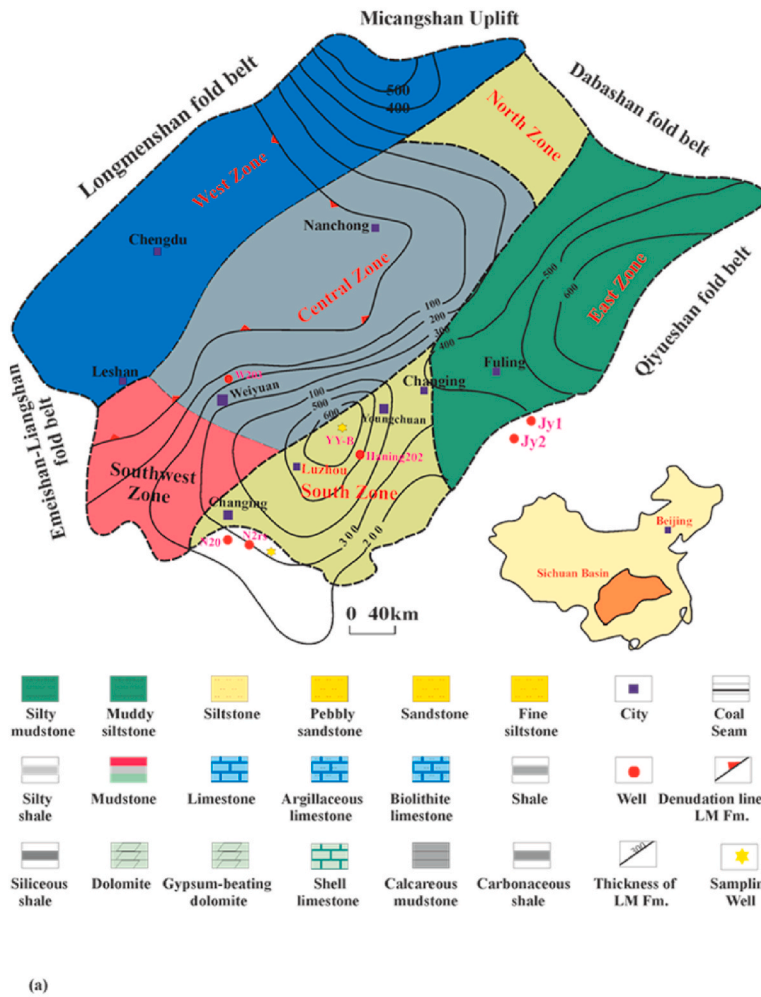 Micangshan Uplift
Longmenshan fold belt
Dabashan fold belt
500
400
North Zone
West Zone
Nanchong
Chengdu
Central Zone
500
600
East Zone
Qiyueshan fold belt
100
200
300
400
Leshan
W201
Weiyuan
Fuling
Changing
100
500
600
Youngchuan
YY-B
Jy1
Jy2
Emeishan-Liangshan
fold belt
Southwest
Zone
Luzhou
Hxning202
South Zone
Changing
N20
300
200
Beijing
Sichuan Basin
0 40km
Silty
mudstone
Muddy
siltstone
Siltstone
Pebbly
sandstone
Sandstone
Fine
siltstone
City
Coal
Seam
Silty
shale
Mudstone
Limestone
Argillaceous
limestone
Biolithite
limestone
Shale
Well
Denudation line
LM Fm.
Siliceous
shale
Dolomite
Gypsum-beating
dolomite
Shell
limestone
Calcareous
mudstone
Carbonaceous
shale
300
Thickness of
LM Fm.
Samplin
Well
(a)